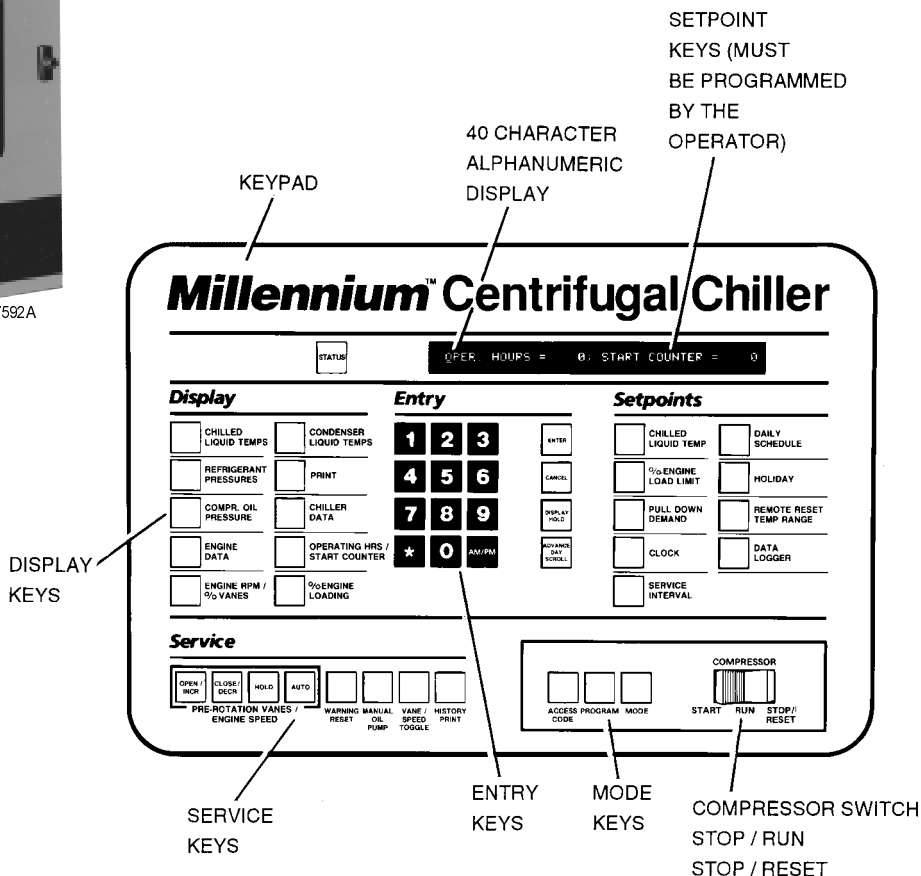 SETPOINT
KEYS (MUST
BE PROGRAMMED
BY THE
OPERATOR)
40 CHARACTER
ALPHANUMERIC
DISPLAY
KEYPAD
7592A
Millennium™ Centrifugal Chiller
STATUS
OPER. HOURS = 0; START COUNTER = 0
Display
CHILLED
LIQUID TEMPS
CONDENSER
LIQUID TEMPS
REFRIGERANT
PRESSURES
PRINT
COMPR. OIL
PRESSURE
CHILLER
DATA
ENGINE
DATA
OPERATING HRS /
START COUNTER
ENGINE RPM /
% VANES
% ENGINE
LOADING
Entry
1 2 3
ENTER
4 5 6
CANCEL
7 8 9
DISPLAY
HOLD
* 0 AM/PM
ADVANCE
DAY
SCROLL
Setpoints
CHILLED
LIQUID TEMP
DAILY
SCHEDULE
% ENGINE
LOAD LIMIT
HOLIDAY
PULL DOWN
DEMAND
REMOTE RESET
TEMP RANGE
CLOCK
DATA
LOGGER
SERVICE
INTERVAL
DISPLAY
KEYS
Service
OPEN /
INCR
CLOSE/
DECR
HOLD
AUTO
PRE-ROTATION VANES /
ENGINE SPEED
WARNING
RESET
MANUAL
OIL
PUMP
VANE /
SPEED
TOGGLE
HISTORY
PRINT
ACCESS
CODE
PROGRAM
MODE
COMPRESSOR
START RUN STOP/
RESET
SERVICE
KEYS
ENTRY
KEYS
MODE
KEYS
COMPRESSOR SWITCH
STOP / RUN
STOP / RESET